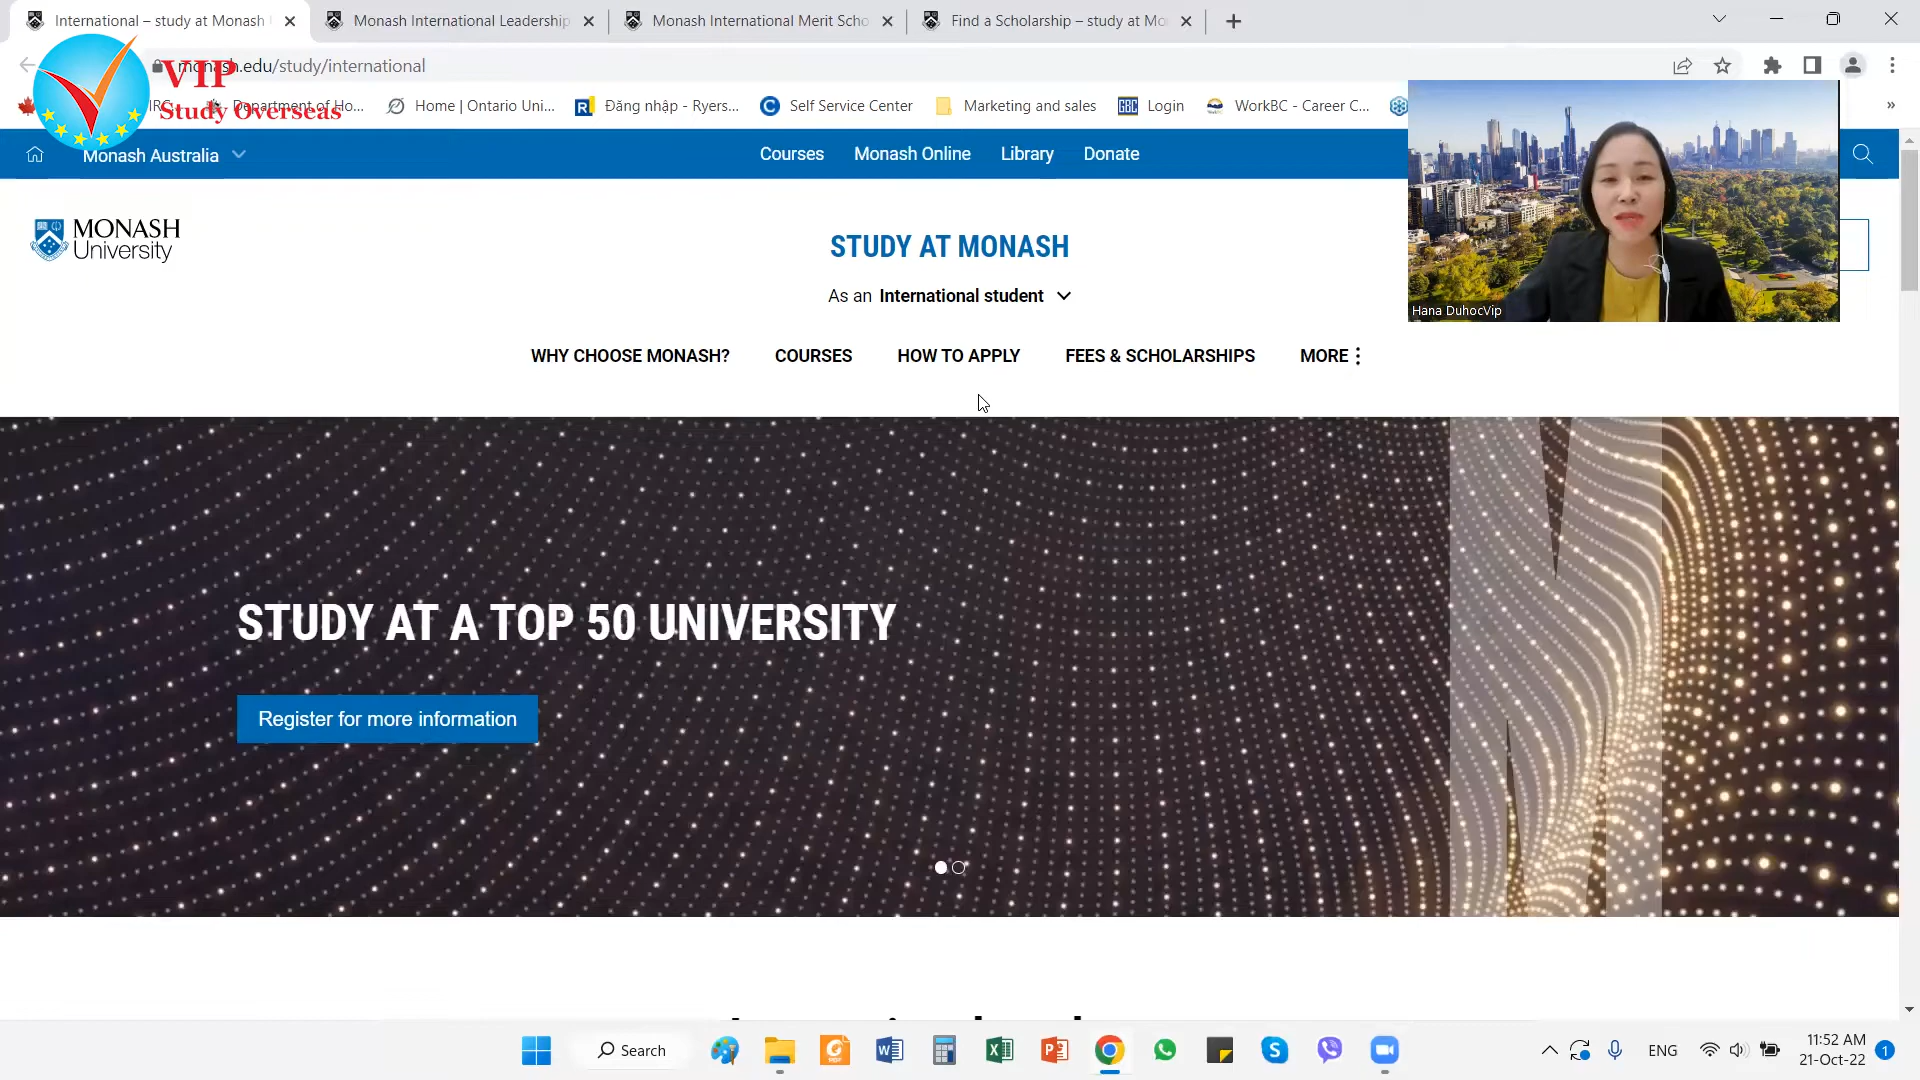 International – study at Monash
Monash International Leadership
Monash International Merit Scho
Find a Scholarship – study at Mo
monash.edu/study/international
VIP
Study Overseas
IRC
Department of Ho...
Home | Ontario Uni...
Đăng nhập - Ryers...
Self Service Center
Marketing and sales
GBC
Login
WorkBC - Career C...
»
Monash Australia
Courses
Monash Online
Library
Donate
MONASH
University
STUDY AT MONASH
As an International student
Hana DuhocVip
WHY CHOOSE MONASH?
COURSES
HOW TO APPLY
FEES & SCHOLARSHIPS
MORE
STUDY AT A TOP 50 UNIVERSITY
Register for more information
Search
ENG
11:52 AM
21-Oct-22
1